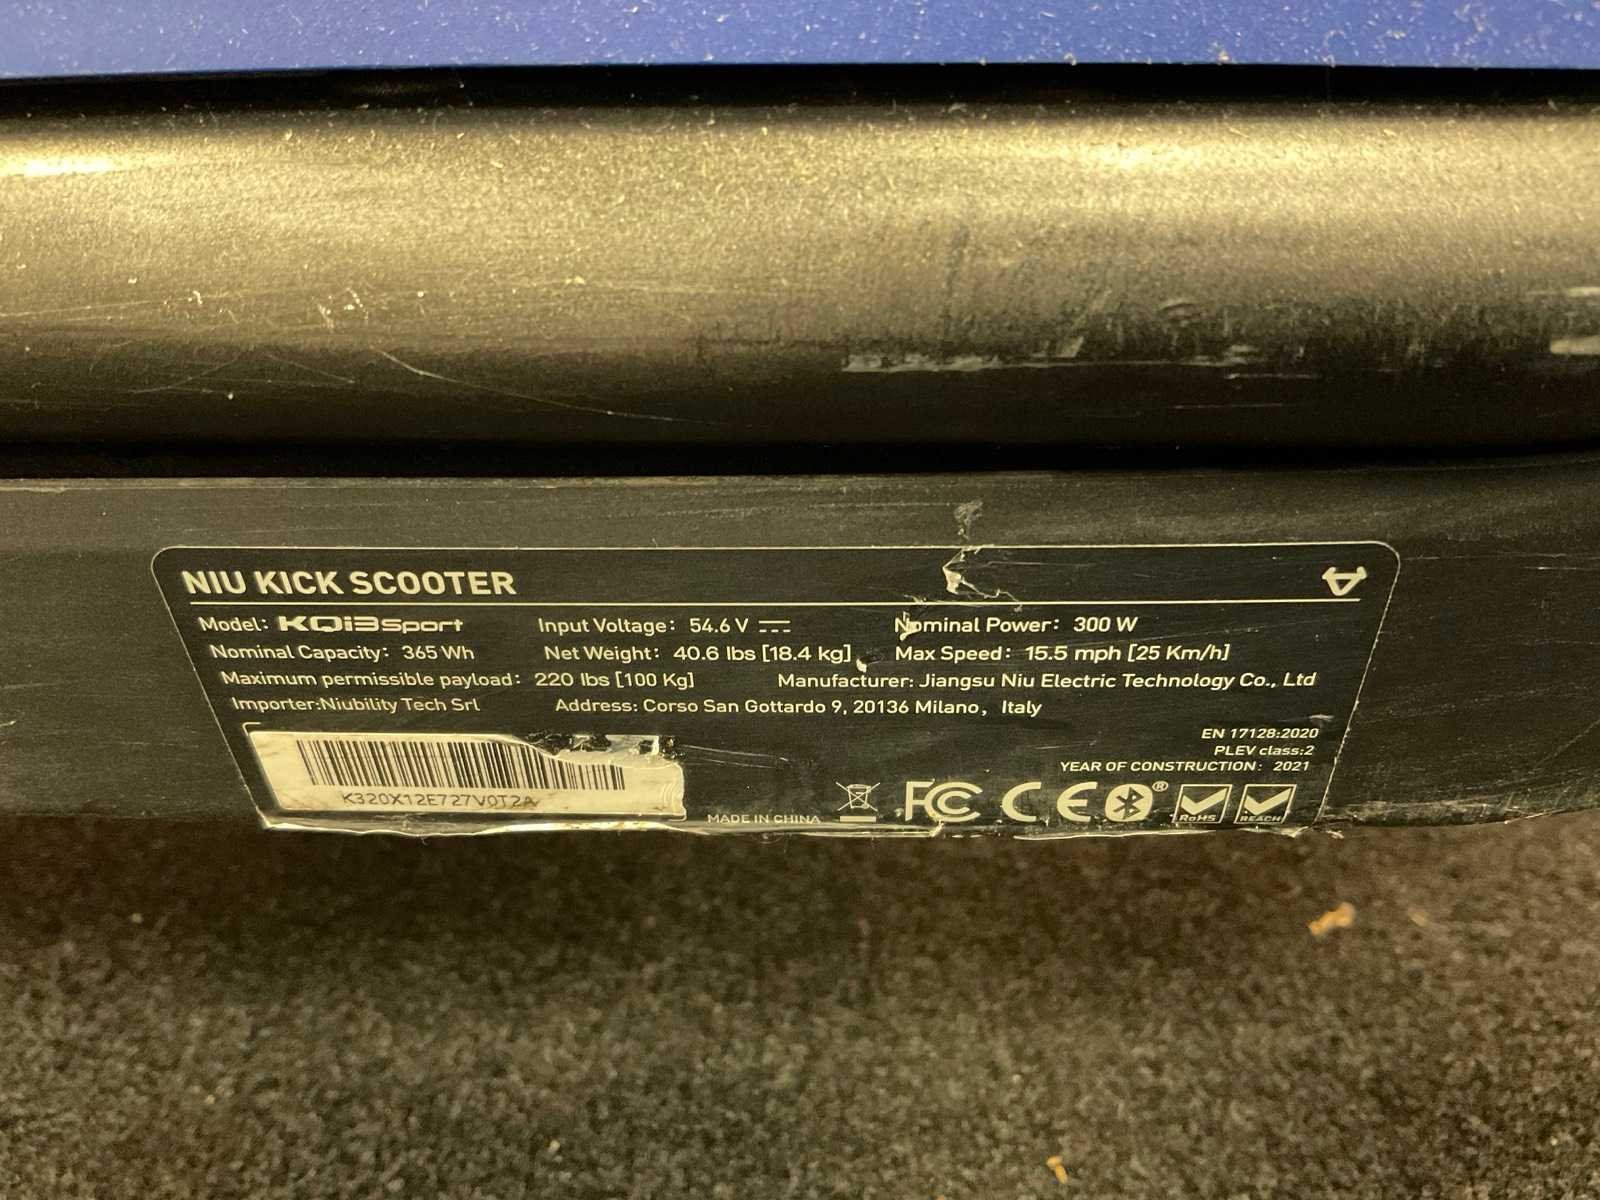 NIU KICK SCOOTER
Model: KQi3sport Input Voltage: 54.6 V Nominal Power: 300 W
Nominal Capacity: 365 Wh Net Weight: 40.6 lbs [18.4 kg] Max Speed: 15.5 mph [25 Km/h]
Maximum permissible payload: 220 lbs [100 Kg] Manufacturer: Jiangsu Niu Electric Technology Co., Ltd
Importer:Niubility Tech Srl Address: Corso San Gottardo 9, 20136 Milano, Italy
EN 17128:2020
PLEV class:2
YEAR OF CONSTRUCTION: 2021
K320X12E727V0T2A
MADE IN CHINA FC CE ® RoHS REACH